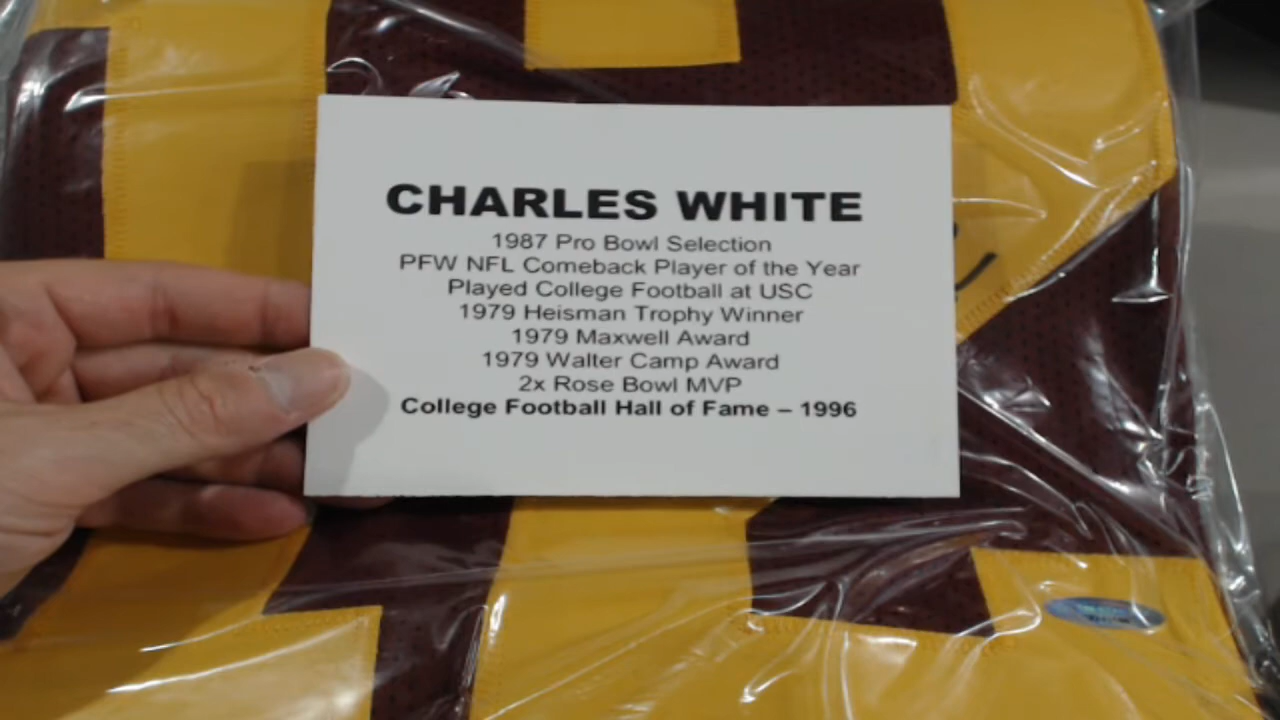 CHARLES WHITE
1987 Pro Bowl Selection
PFW NFL Comeback Player of the Year
Played College Football at USC
1979 Heisman Trophy Winner
1979 Maxwell Award
1979 Walter Camp Award
2x Rose Bowl MVP
College Football Hall of Fame – 1996